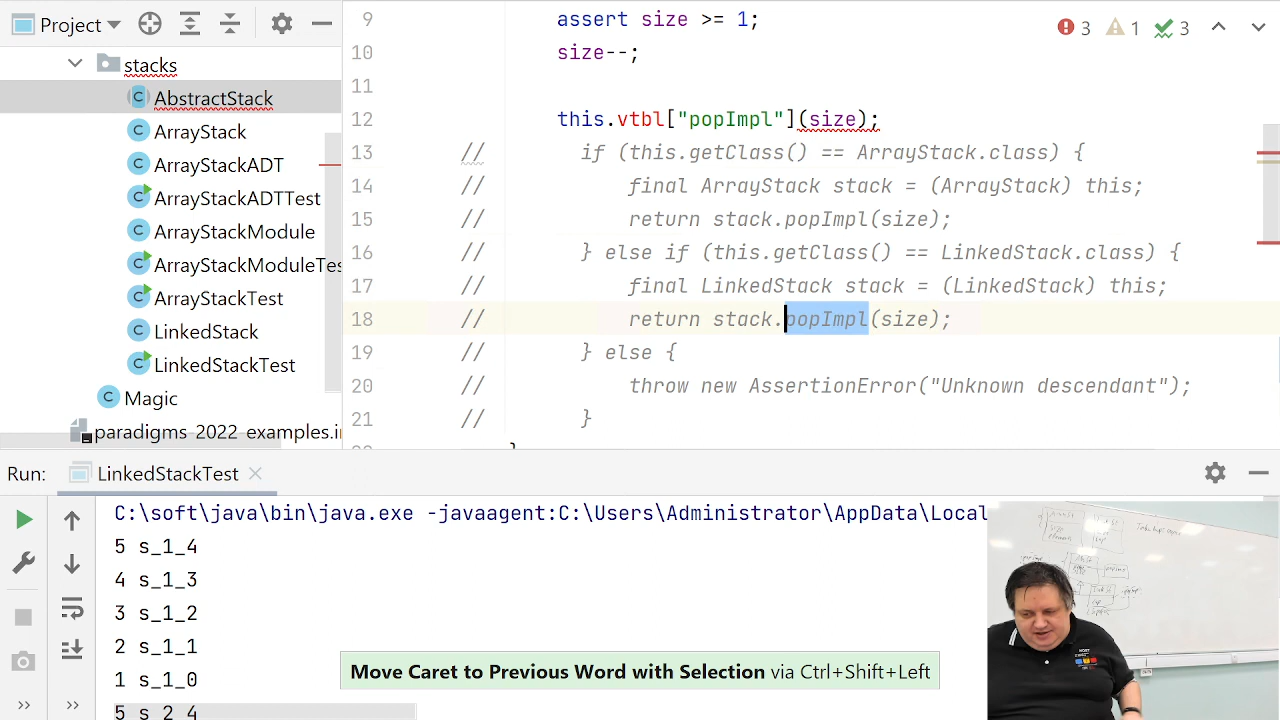 Project
stacks
AbstractStack
ArrayStack
ArrayStackADT
ArrayStackADTTest
ArrayStackModule
ArrayStackModuleTe
ArrayStackTest
LinkedStack
LinkedStackTest
Magic
paradigms-2022-examples.i
3 1 3
9 assert size >= 1;
10 size--;
11
12 this.vtbl["popImpl"](size);
13 // if (this.getClass() == ArrayStack.class) {
14 // final ArrayStack stack = (ArrayStack) this;
15 // return stack.popImpl(size);
16 // } else if (this.getClass() == LinkedStack.class) {
17 // final LinkedStack stack = (LinkedStack) this;
18 // return stack.popImpl(size);
19 // } else {
20 // throw new AssertionError("Unknown descendant");
21 // }
Run: LinkedStackTest
C:\soft\java\bin\java.exe -javaagent:C:\Users\Administrator\AppData\Local
5 s_1_4
4 s_1_3
3 s_1_2
2 s_1_1
1 s_1_0
5 s_2_4
Move Caret to Previous Word with Selection via Ctrl+Shift+Left